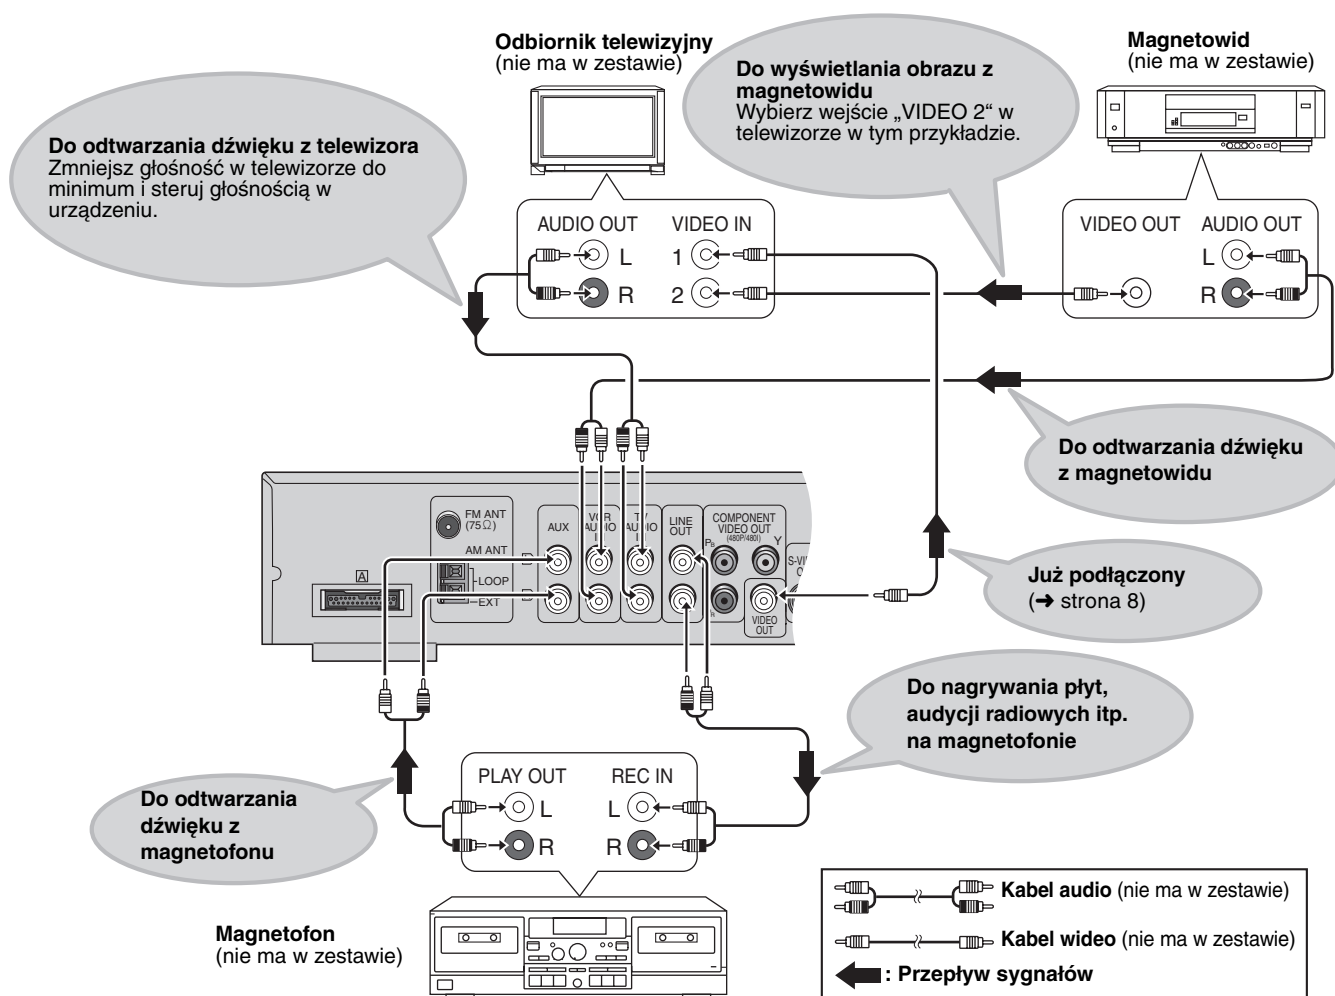 Odbiornik telewizyjny
(nie ma w zestawie)
Magnetowid
(nie ma w zestawie)
Do wyświetlania obrazu z
magnetowidu
Wybierz wejście „VIDEO 2“ w
telewizorze w tym przykładzie.
Do odtwarzania dźwięku z telewizora
Zmniejsz głośność w telewizorze do
minimum i steruj głośnością w
urządzeniu.
AUDIO OUT
L
R
VIDEO IN
1
2
VIDEO OUT
AUDIO OUT
L
R
Do odtwarzania dźwięku
z magnetowidu
FM ANT
(75Ω)
AM ANT
LOOP
EXT
A
AUX
VCR
AUDIO
TV
AUDIO
LINE
OUT
COMPONENT
VIDEO OUT
(480P/480I)
PB
Y
R
VIDEO
OUT
Już podłączony
(➜ strona 8)
Do nagrywania płyt,
audycji radiowych itp.
na magnetofonie
Do odtwarzania
dźwięku z
magnetofonu
PLAY OUT
L
R
REC IN
L
R
Magnetofon
(nie ma w zestawie)
Kabel audio (nie ma w zestawie)
Kabel wideo (nie ma w zestawie)
: Przepływ sygnałów